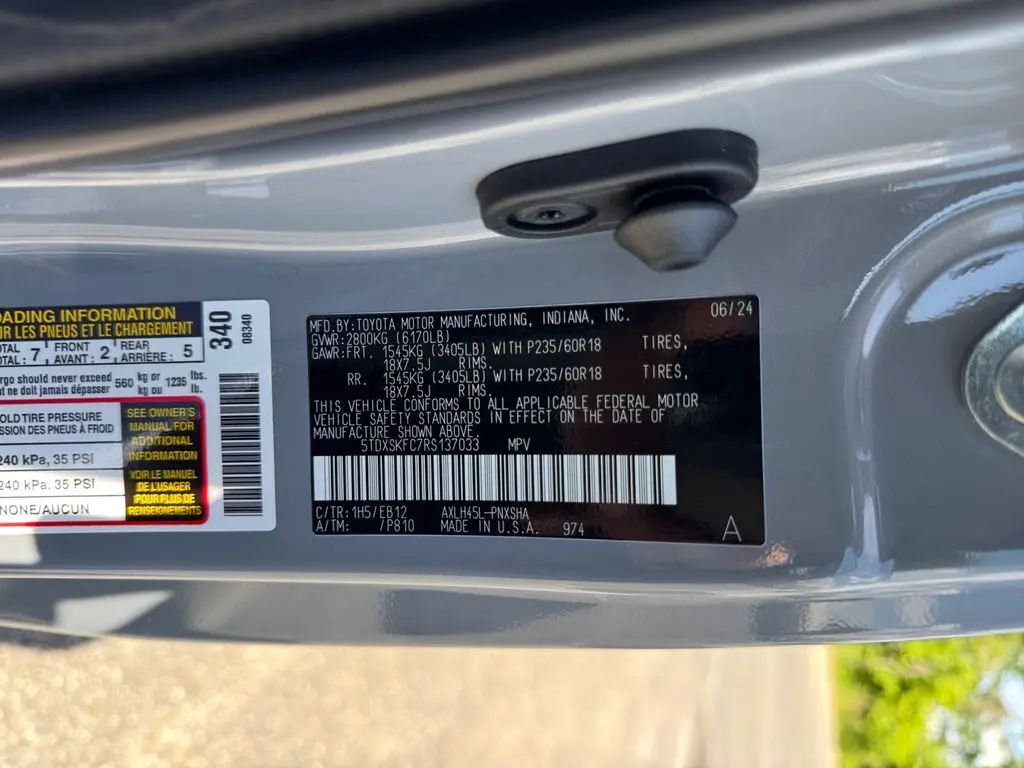 OADING INFORMATION
UR LES PNEUS ET LE CHARGEMENT
OTAL : 7 FRONT 2 REAR 5
AVANT : ARRIÈRE :
rgo should never exceed 560 kg or 1235 lbs.
nt ne doit jamais dépasser kg ou lb.
OLD TIRE PRESSURE
SSION DES PNEUS À FROID
240 kPa, 35 PSI
240 kPa. 35 PSI
NONE/AUCUN
SEE OWNER'S
MANUAL FOR
ADDITIONAL
INFORMATION
VOIR LE MANUEL
DE L'USAGER
POUR PLUS DE
RENSEIGNEMENTS
340
08340
MFD.BY:TOYOTA MOTOR MANUFACTURING, INDIANA, INC. 06/24
GVWR:2800KG (6170LB)
GAWR:FRT. 1545KG (3405LB) WITH P235/60R18 TIRES,
18X7.5J RIMS.
RR. 1545KG (3405LB) WITH P235/60R18 TIRES,
18X7.5J RIMS.
THIS VEHICLE CONFORMS TO ALL APPLICABLE FEDERAL MOTOR
VEHICLE SAFETY STANDARDS IN EFFECT ON THE DATE OF
MANUFACTURE SHOWN ABOVE.
5TDXSKFC7RS137033 MPV
C/TR:1H5/EB12 AXLH45L-PNXSHA
A/TM: /P810 MADE IN U.S.A. 974
A